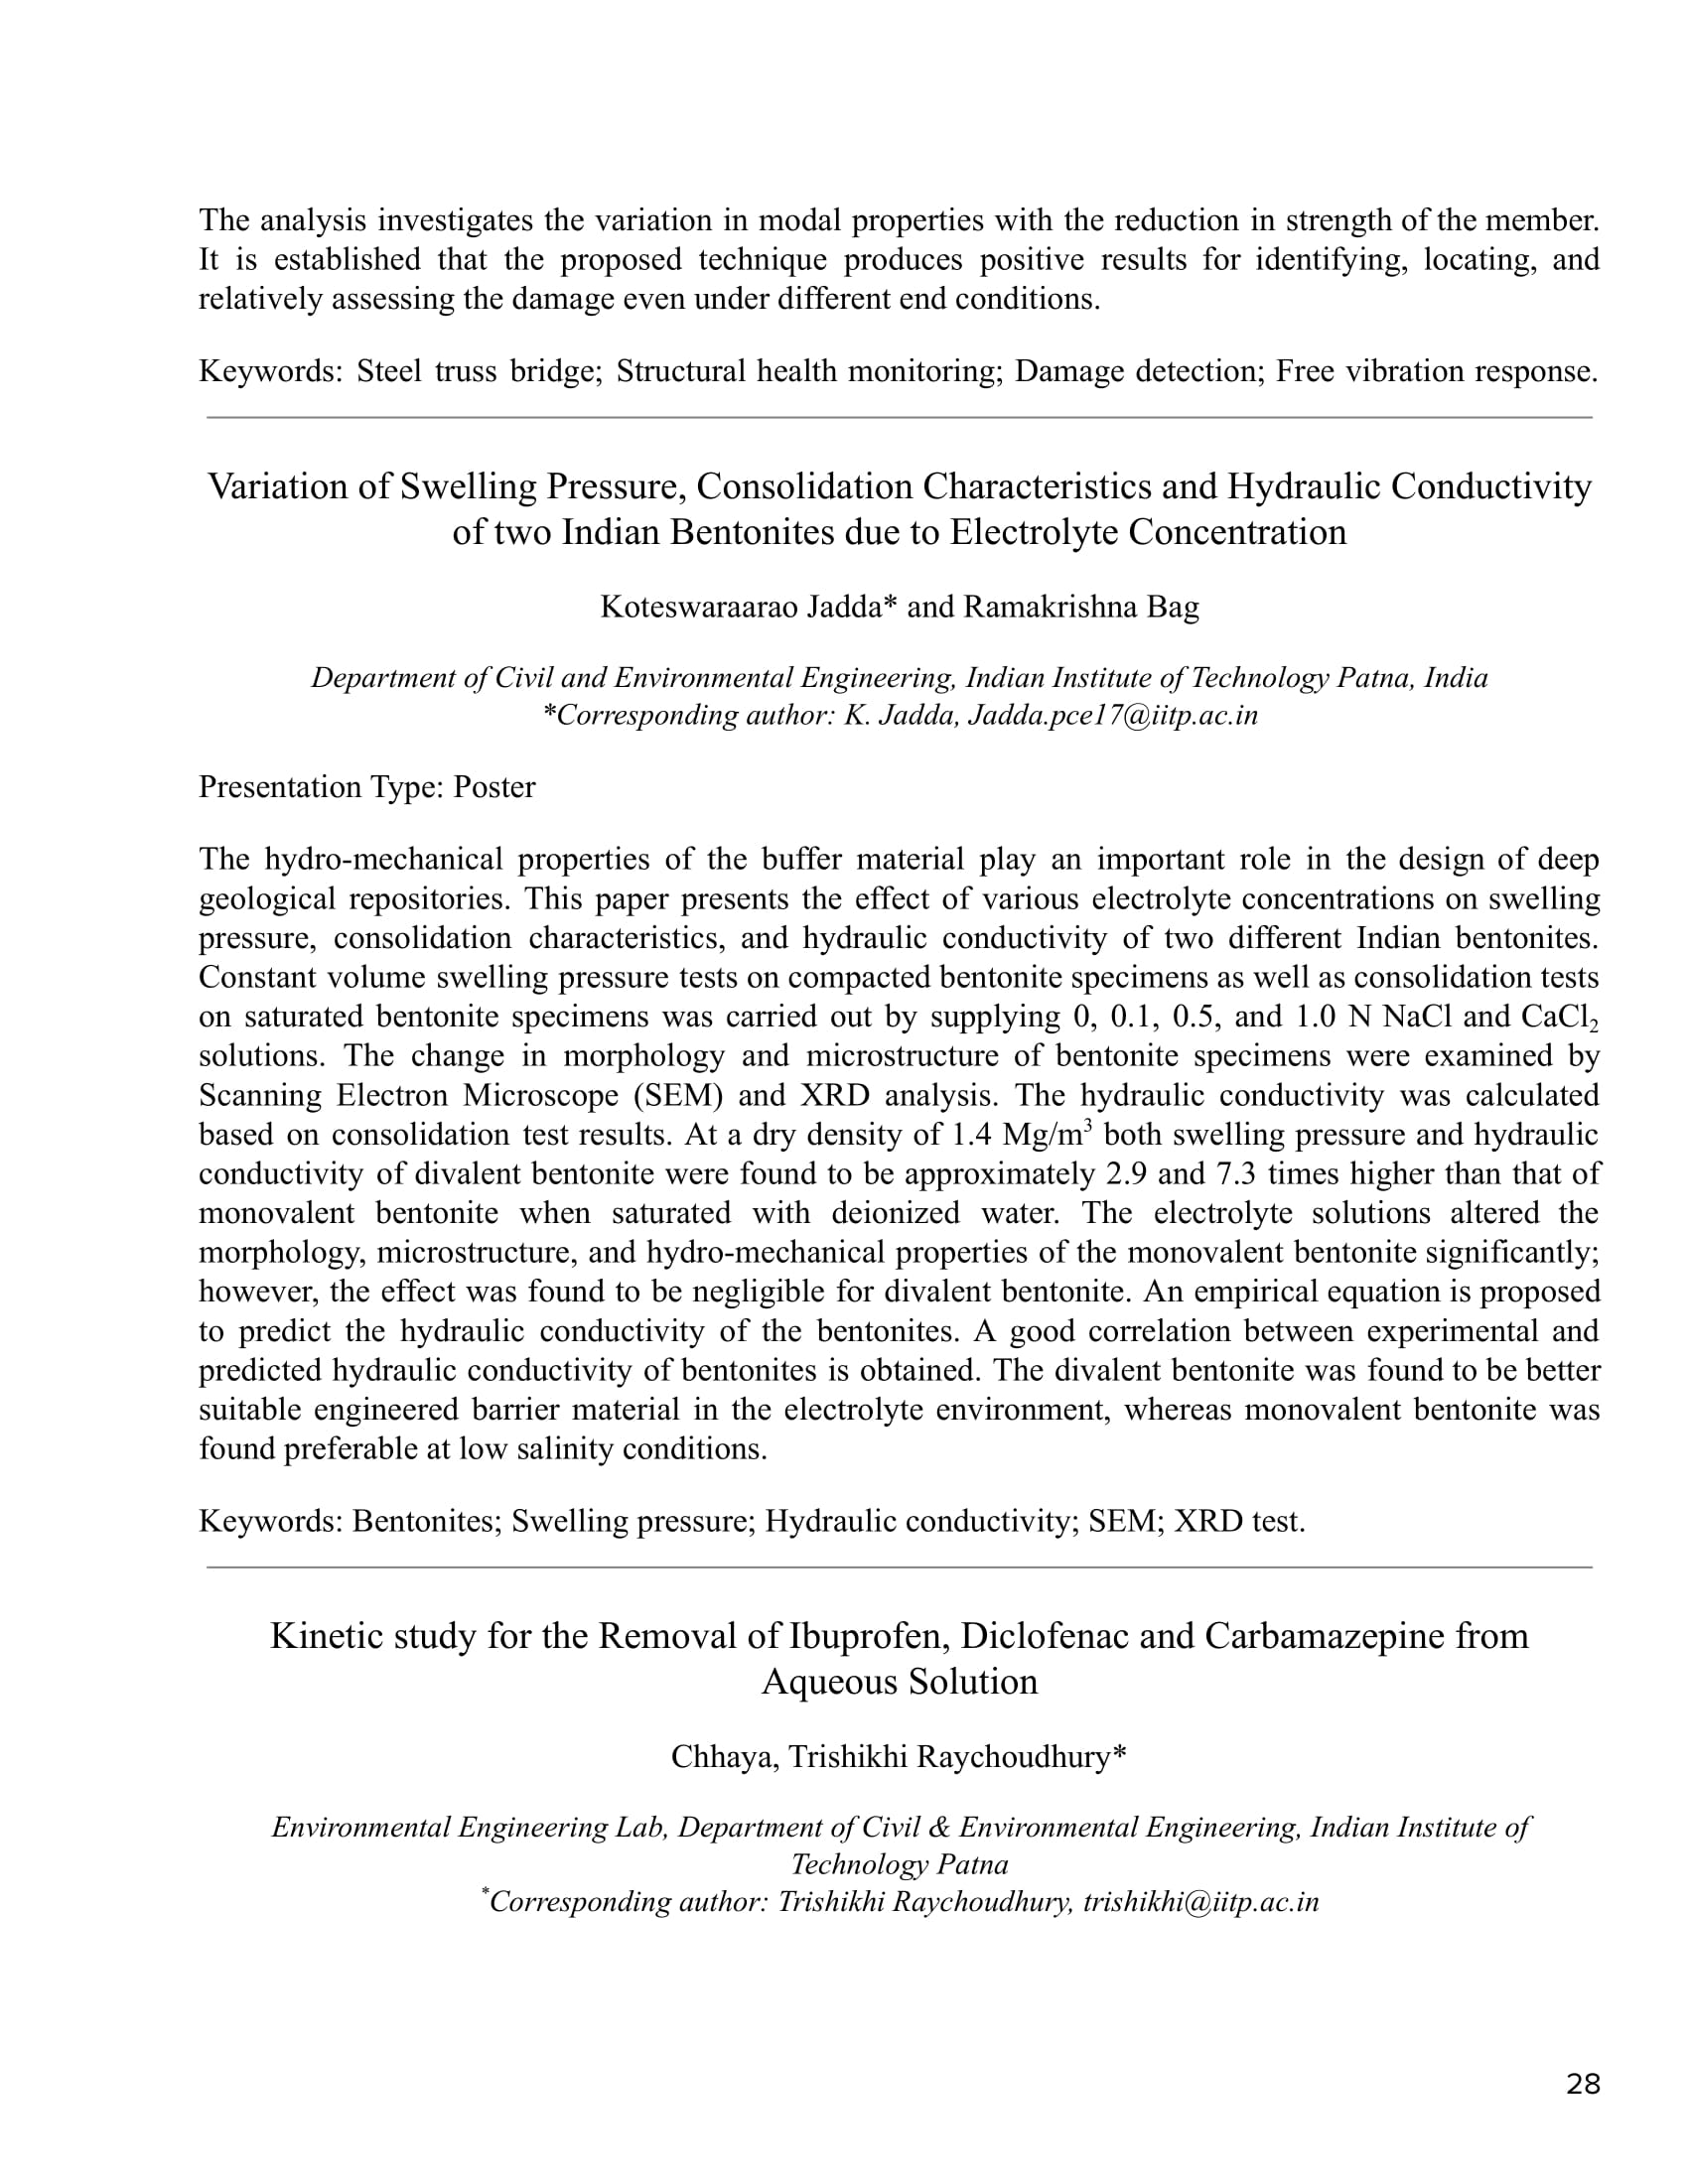 The analysis investigates the variation in modal properties with the reduction in strength of the member.
It is established that the proposed technique produces positive results for identifying, locating, and
relatively assessing the damage even under different end conditions.
Keywords: Steel truss bridge; Structural health monitoring; Damage detection; Free vibration response.
Variation of Swelling Pressure, Consolidation Characteristics and Hydraulic Conductivity
of two Indian Bentonites due to Electrolyte Concentration
Koteswaraarao Jadda* and Ramakrishna Bag
Department of Civil and Environmental Engineering, Indian Institute of Technology Patna, India
*Corresponding author: K. Jadda, Jadda.pce17@iitp.ac.in
Presentation Type: Poster
The hydro-mechanical properties of the buffer material play an important role in the design of deep
geological repositories. This paper presents the effect of various electrolyte concentrations on swelling
pressure, consolidation characteristics, and hydraulic conductivity of two different Indian bentonites.
Constant volume swelling pressure tests on compacted bentonite specimens as well as consolidation tests
on saturated bentonite specimens was carried out by supplying 0, 0.1, 0.5, and 1.0 N NaCl and CaCl₂
solutions. The change in morphology and microstructure of bentonite specimens were examined by
Scanning Electron Microscope (SEM) and XRD analysis. The hydraulic conductivity was calculated
based on consolidation test results. At a dry density of 1.4 Mg/m³ both swelling pressure and hydraulic
conductivity of divalent bentonite were found to be approximately 2.9 and 7.3 times higher than that of
monovalent bentonite when saturated with deionized water. The electrolyte solutions altered the
morphology, microstructure, and hydro-mechanical properties of the monovalent bentonite significantly;
however, the effect was found to be negligible for divalent bentonite. An empirical equation is proposed
to predict the hydraulic conductivity of the bentonites. A good correlation between experimental and
predicted hydraulic conductivity of bentonites is obtained. The divalent bentonite was found to be better
suitable engineered barrier material in the electrolyte environment, whereas monovalent bentonite was
found preferable at low salinity conditions.
Keywords: Bentonites; Swelling pressure; Hydraulic conductivity; SEM; XRD test.
Kinetic study for the Removal of Ibuprofen, Diclofenac and Carbamazepine from
Aqueous Solution
Chhaya, Trishikhi Raychoudhury*
Environmental Engineering Lab, Department of Civil & Environmental Engineering, Indian Institute of
Technology Patna
*Corresponding author: Trishikhi Raychoudhury, trishikhi@iitp.ac.in
28